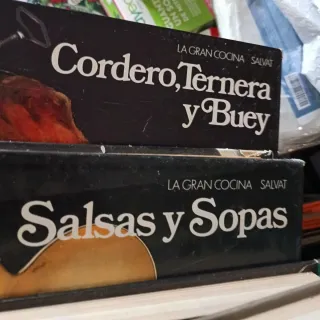 LA GRAN COCINA SALVAT
Cordero, Ternera
y Buey
LA GRAN COCINA SALVAT
Salsas y Sopas